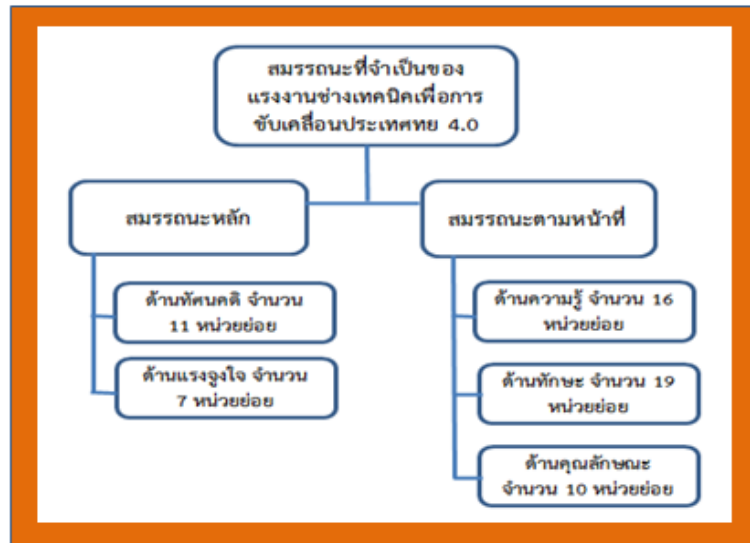 สมรรถนะที่จำเป็นของ
แรงงานช่างเทคนิคเพื่อการ
ขับเคลื่อนประเทศทย 4.0
สมรรถนะหลัก
สมรรถนะตามหน้าที่
ด้านทัศนคติ จำนวน
11 หน่วยย่อย
ด้านแรงจูงใจ จำนวน
7 หน่วยย่อย
ด้านความรู้ จำนวน 16
หน่วยย่อย
ด้านทักษะ จำนวน 19
หน่วยย่อย
ด้านคุณลักษณะ
จำนวน 10 หน่วยย่อย